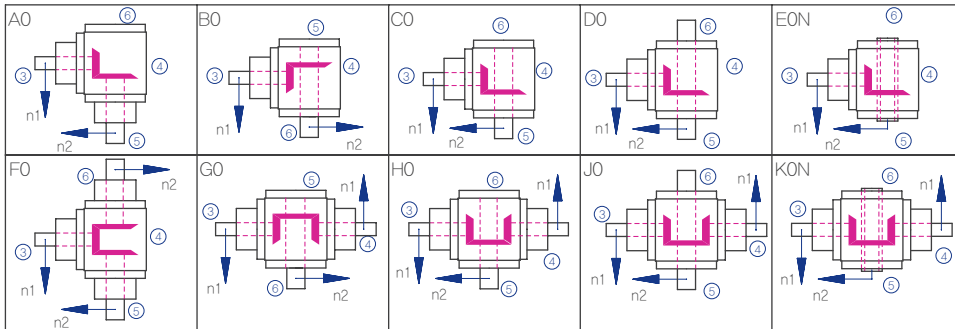 A0 ⑥ ③ ④ n1 n2 ⑤
B0 ⑤ ③ ④ n1 ⑥ n2
C0 ⑥ ③ ④ n1 n2 ⑤
D0 ⑥ ③ ④ n1 n2 ⑤
E0N ⑥ ③ ④ n1 n2 ⑤
F0 ⑥ n2 ③ ④ n1 n2 ⑤
G0 ⑤ n1 ③ ④ n1 ⑥ n2
H0 ⑥ n1 ③ ④ n1 n2 ⑤
J0 ⑥ n1 ③ ④ n1 n2 ⑤
K0N ⑥ n1 ③ ④ n1 n2 ⑤